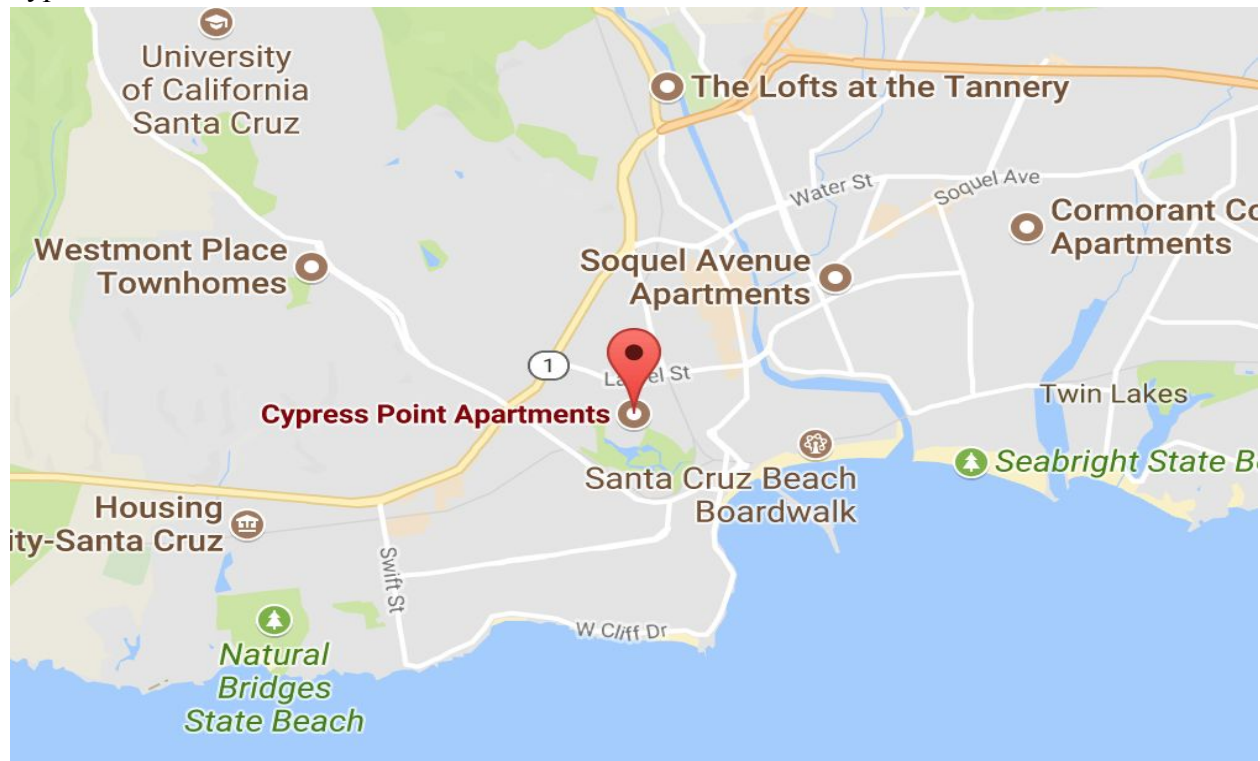 University
of California
Santa Cruz
The Lofts at the Tannery
Water St
Soquel Ave
Cormorant Co
Apartments
Westmont Place
Townhomes
Soquel Avenue
Apartments
1
St
Cypress Point Apartments
Twin Lakes
Santa Cruz Beach
Boardwalk
Seabright State B
Housing
ity-Santa Cruz
Swift St
W Cliff Dr
Natural
Bridges
State Beach